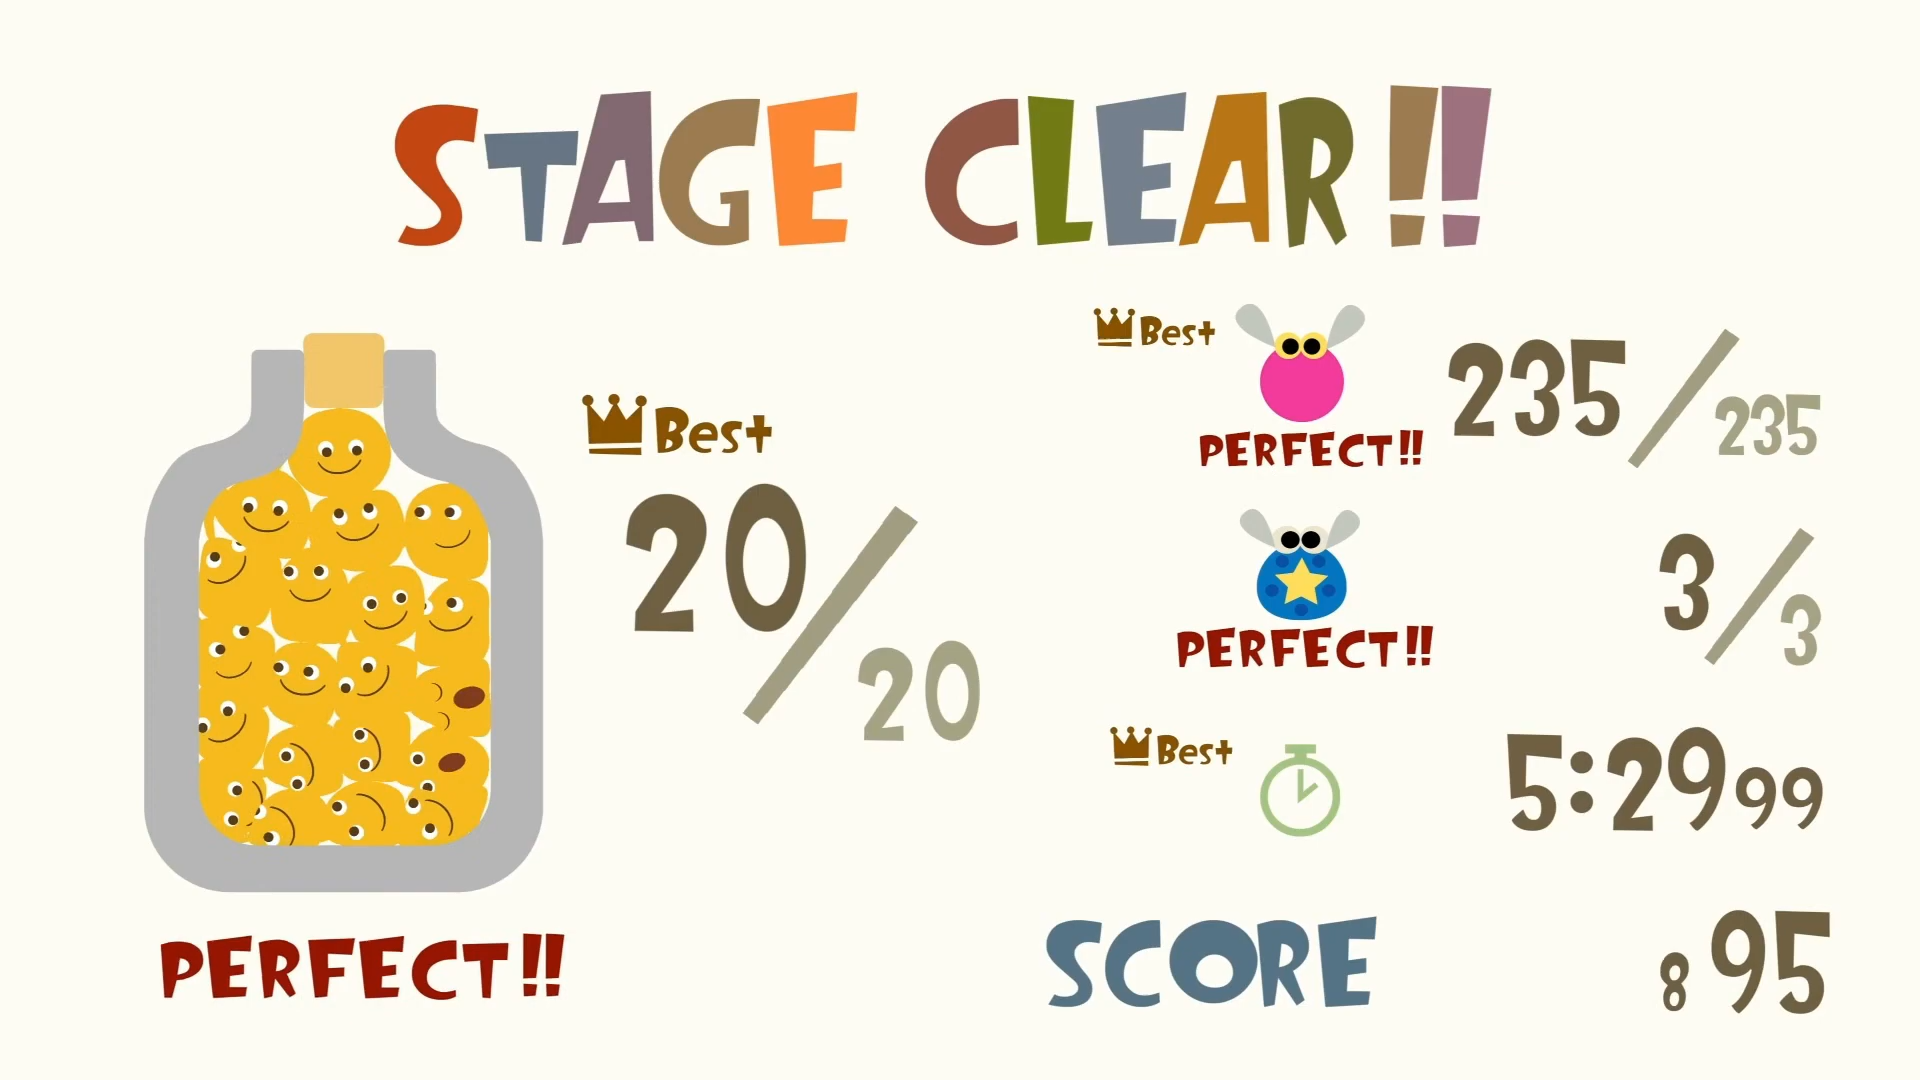 STAGE CLEAR!!
Best
20/20
PERFECT!!
Best
235/235
PERFECT!!
3/3
PERFECT!!
Best
5:2999
SCORE
895